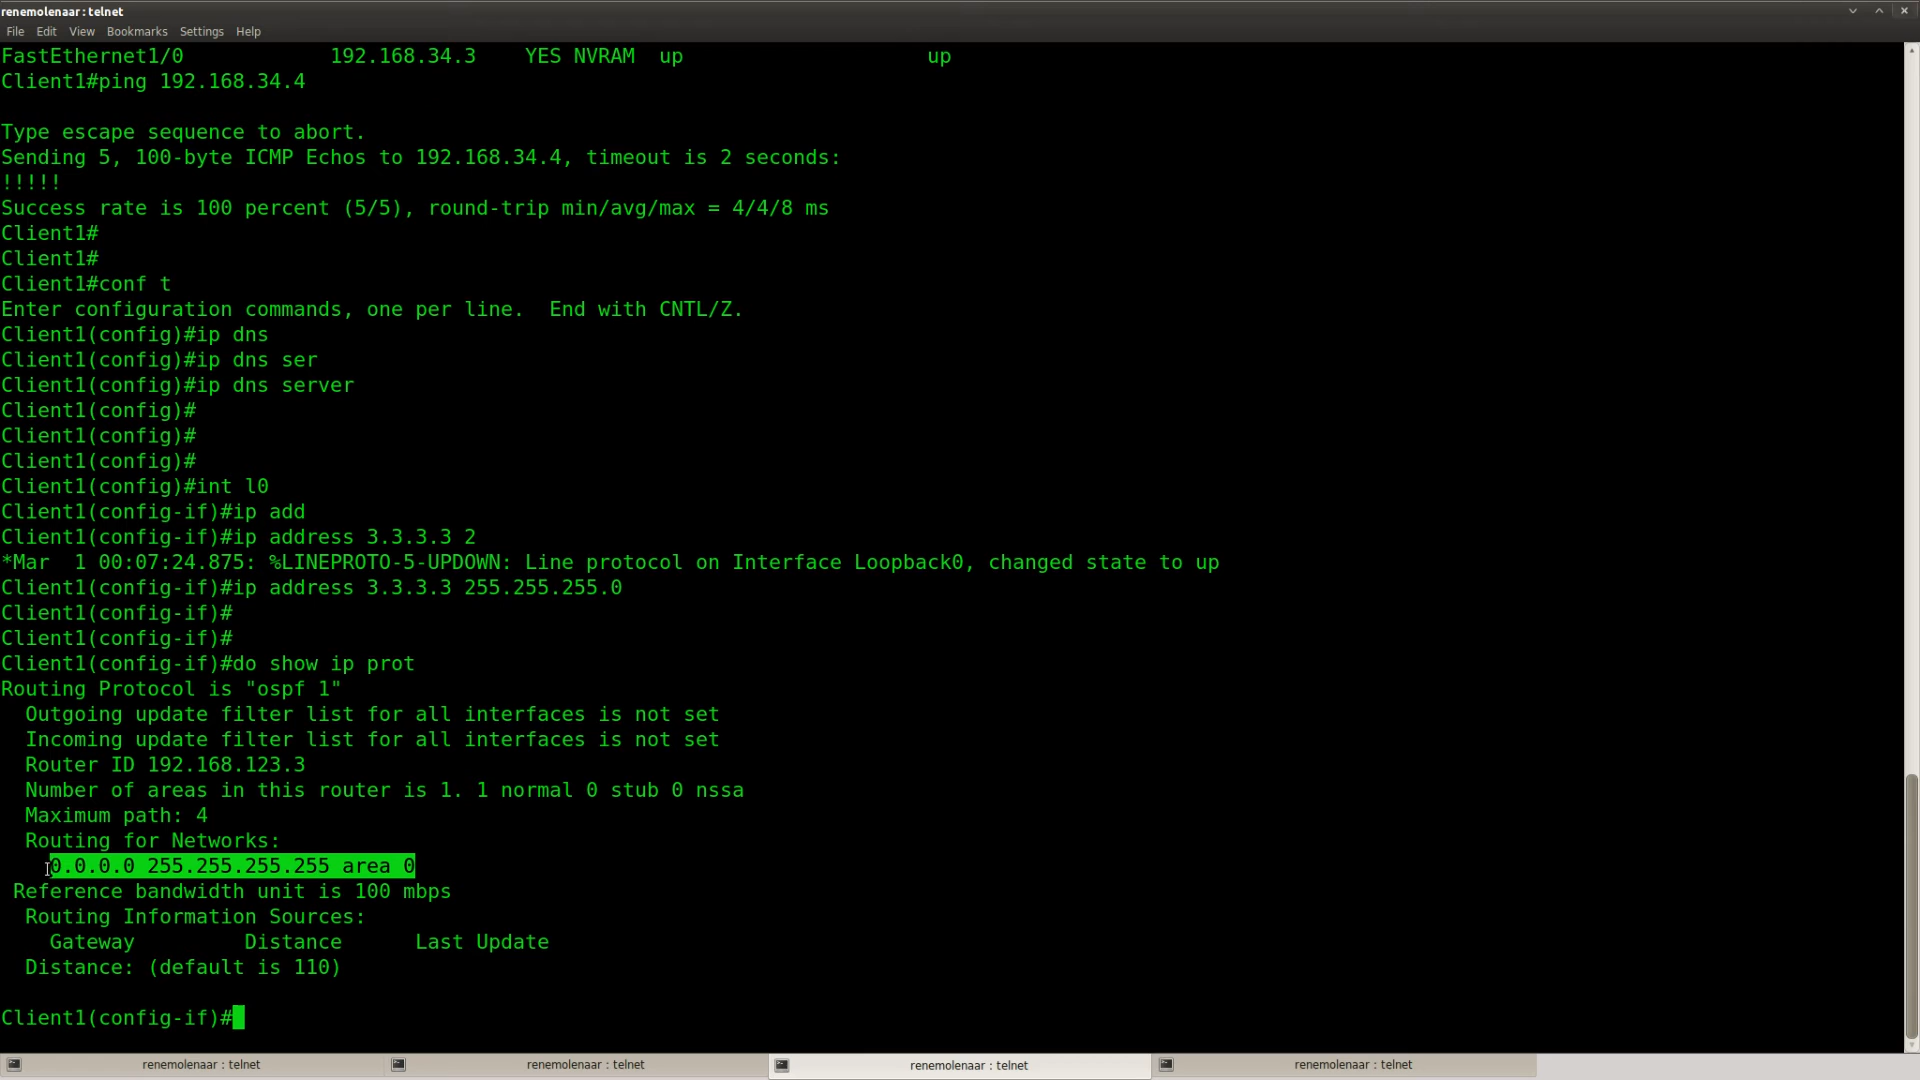 renemolenaar: telnet
File Edit View Bookmarks Settings Help
FastEthernet1/0            192.168.34.3    YES NVRAM  up                    up
Client1#ping 192.168.34.4
Type escape sequence to abort.
Sending 5, 100-byte ICMP Echos to 192.168.34.4, timeout is 2 seconds:
!!!!!
Success rate is 100 percent (5/5), round-trip min/avg/max = 4/4/8 ms
Client1#
Client1#
Client1#conf t
Enter configuration commands, one per line.  End with CNTL/Z.
Client1(config)#ip dns
Client1(config)#ip dns ser
Client1(config)#ip dns server
Client1(config)#
Client1(config)#
Client1(config)#
Client1(config)#int l0
Client1(config-if)#ip add
Client1(config-if)#ip address 3.3.3.3 2
*Mar  1 00:07:24.875: %LINEPROTO-5-UPDOWN: Line protocol on Interface Loopback0, changed state to up
Client1(config-if)#ip address 3.3.3.3 255.255.255.0
Client1(config-if)#
Client1(config-if)#
Client1(config-if)#do show ip prot
Routing Protocol is "ospf 1"
  Outgoing update filter list for all interfaces is not set
  Incoming update filter list for all interfaces is not set
  Router ID 192.168.123.3
  Number of areas in this router is 1. 1 normal 0 stub 0 nssa
  Maximum path: 4
  Routing for Networks:
    0.0.0.0 255.255.255.255 area 0
 Reference bandwidth unit is 100 mbps
  Routing Information Sources:
    Gateway         Distance      Last Update
  Distance: (default is 110)
Client1(config-if)#
renemolenaar : telnet renemolenaar : telnet renemolenaar : telnet renemolenaar : telnet